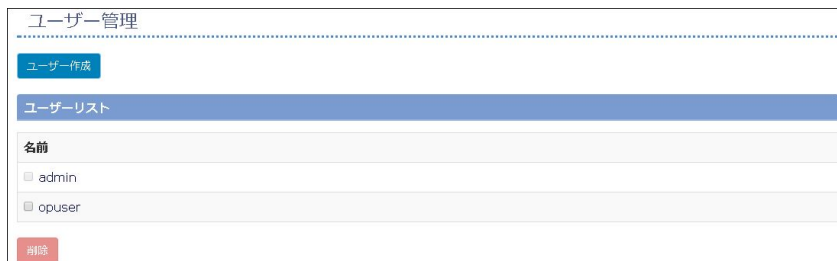 ユーザー管理
ユーザー作成
ユーザーリスト
名前
admin
opuser
削除